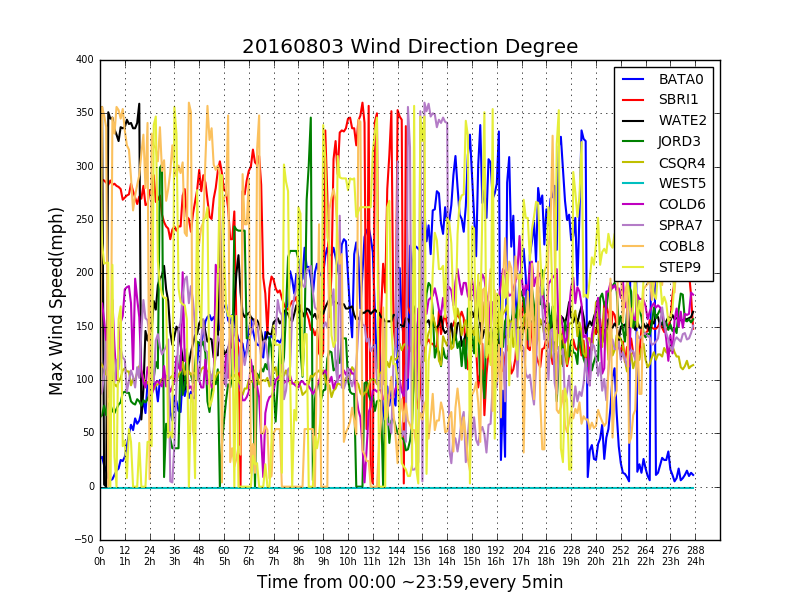 20160803 Wind Direction Degree
Max Wind Speed(mph)
400
350
300
250
200
150
100
50
0
−50
BATA0
SBRI1
WATE2
JORD3
CSQR4
WEST5
COLD6
SPRA7
COBL8
STEP9
0 12 24 36 48 60 72 84 96 108 120 132 144 156 168 180 192 204 216 228 240 252 264 276 288
0h 1h 2h 3h 4h 5h 6h 7h 8h 9h 10h 11h 12h 13h 14h 15h 16h 17h 18h 19h 20h 21h 22h 23h 24h
Time from 00:00 ~23:59,every 5min